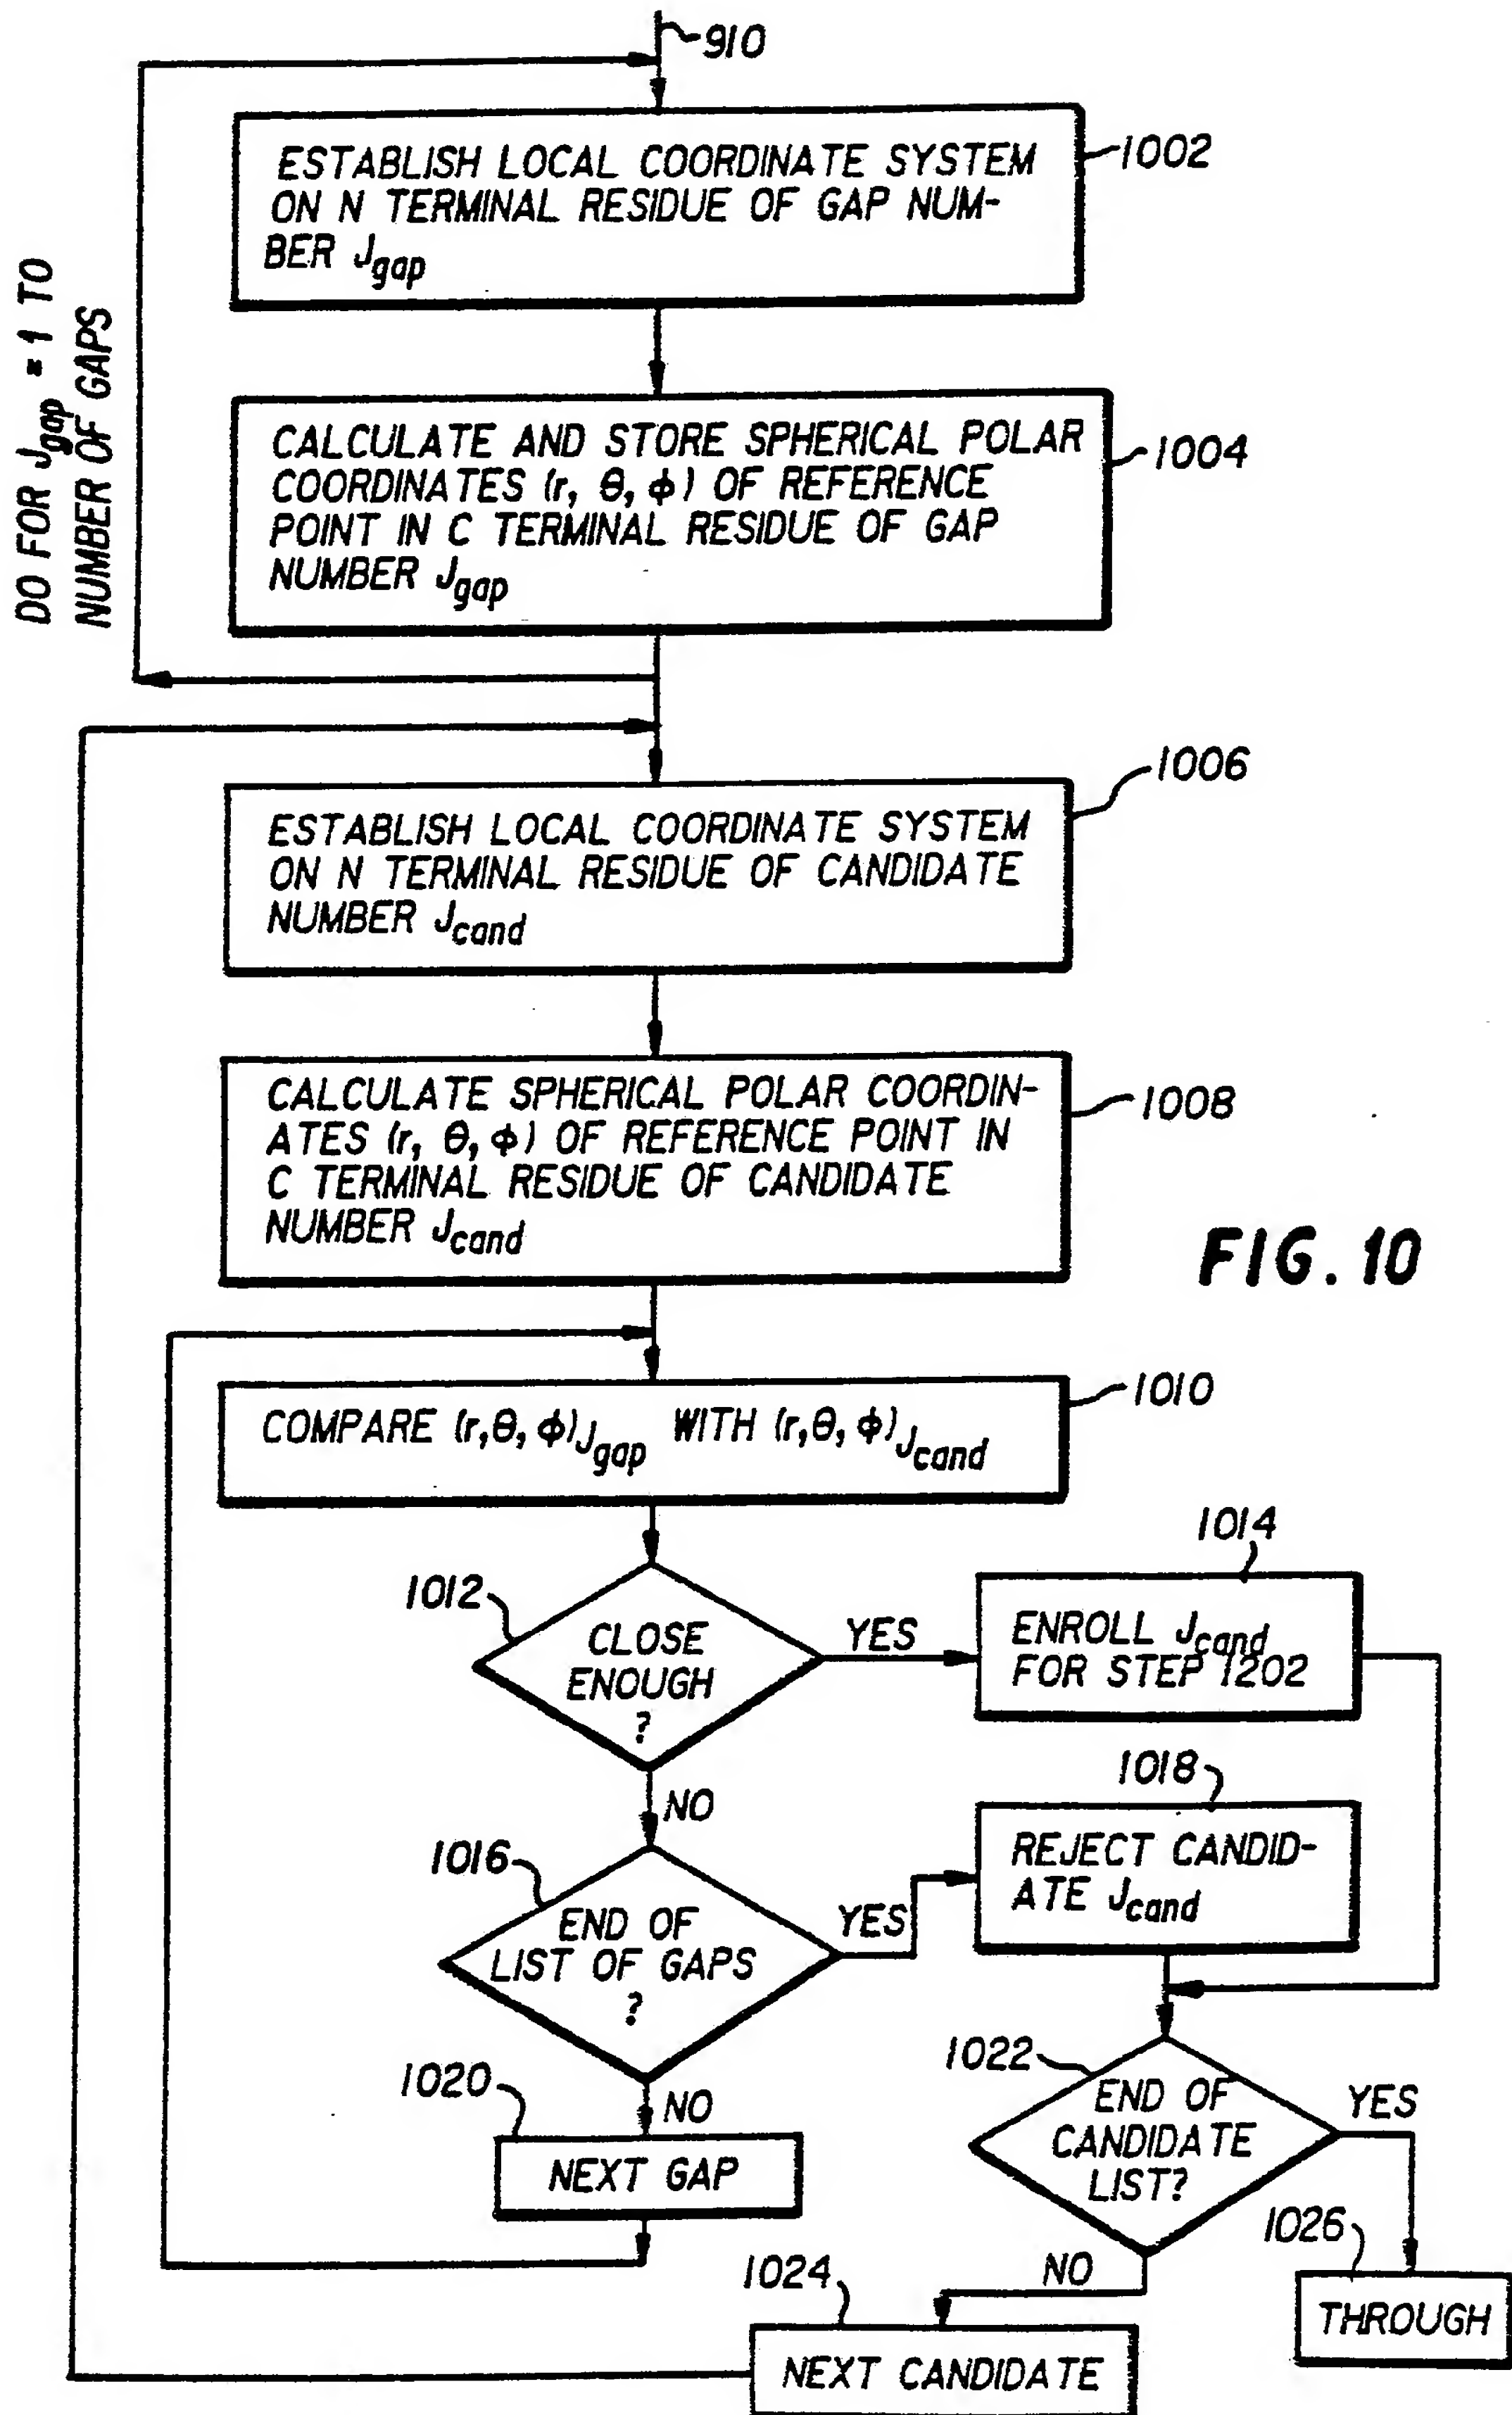 910
ESTABLISH LOCAL COORDINATE SYSTEM
ON N TERMINAL RESIDUE OF GAP NUM-
BER Jgap
1002
DO FOR Jgap = 1 TO
NUMBER OF GAPS
CALCULATE AND STORE SPHERICAL POLAR
COORDINATES (r, θ, ϕ) OF REFERENCE
POINT IN C TERMINAL RESIDUE OF GAP
NUMBER Jgap
1004
ESTABLISH LOCAL COORDINATE SYSTEM
ON N TERMINAL RESIDUE OF CANDIDATE
NUMBER Jcand
1006
CALCULATE SPHERICAL POLAR COORDIN-
ATES (r, θ, ϕ) OF REFERENCE POINT IN
C TERMINAL RESIDUE OF CANDIDATE
NUMBER Jcand
1008
FIG. 10
COMPARE (r,θ, ϕ)Jgap WITH (r,θ, ϕ)Jcand
1010
1012
CLOSE
ENOUGH
?
YES
1014
ENROLL Jcand
FOR STEP 1202
NO
1016
END OF
LIST OF GAPS
?
YES
1018
REJECT CANDID-
ATE Jcand
1020
NO
NEXT GAP
1022
END OF
CANDIDATE
LIST?
YES
1026
THROUGH
NO
1024
NEXT CANDIDATE